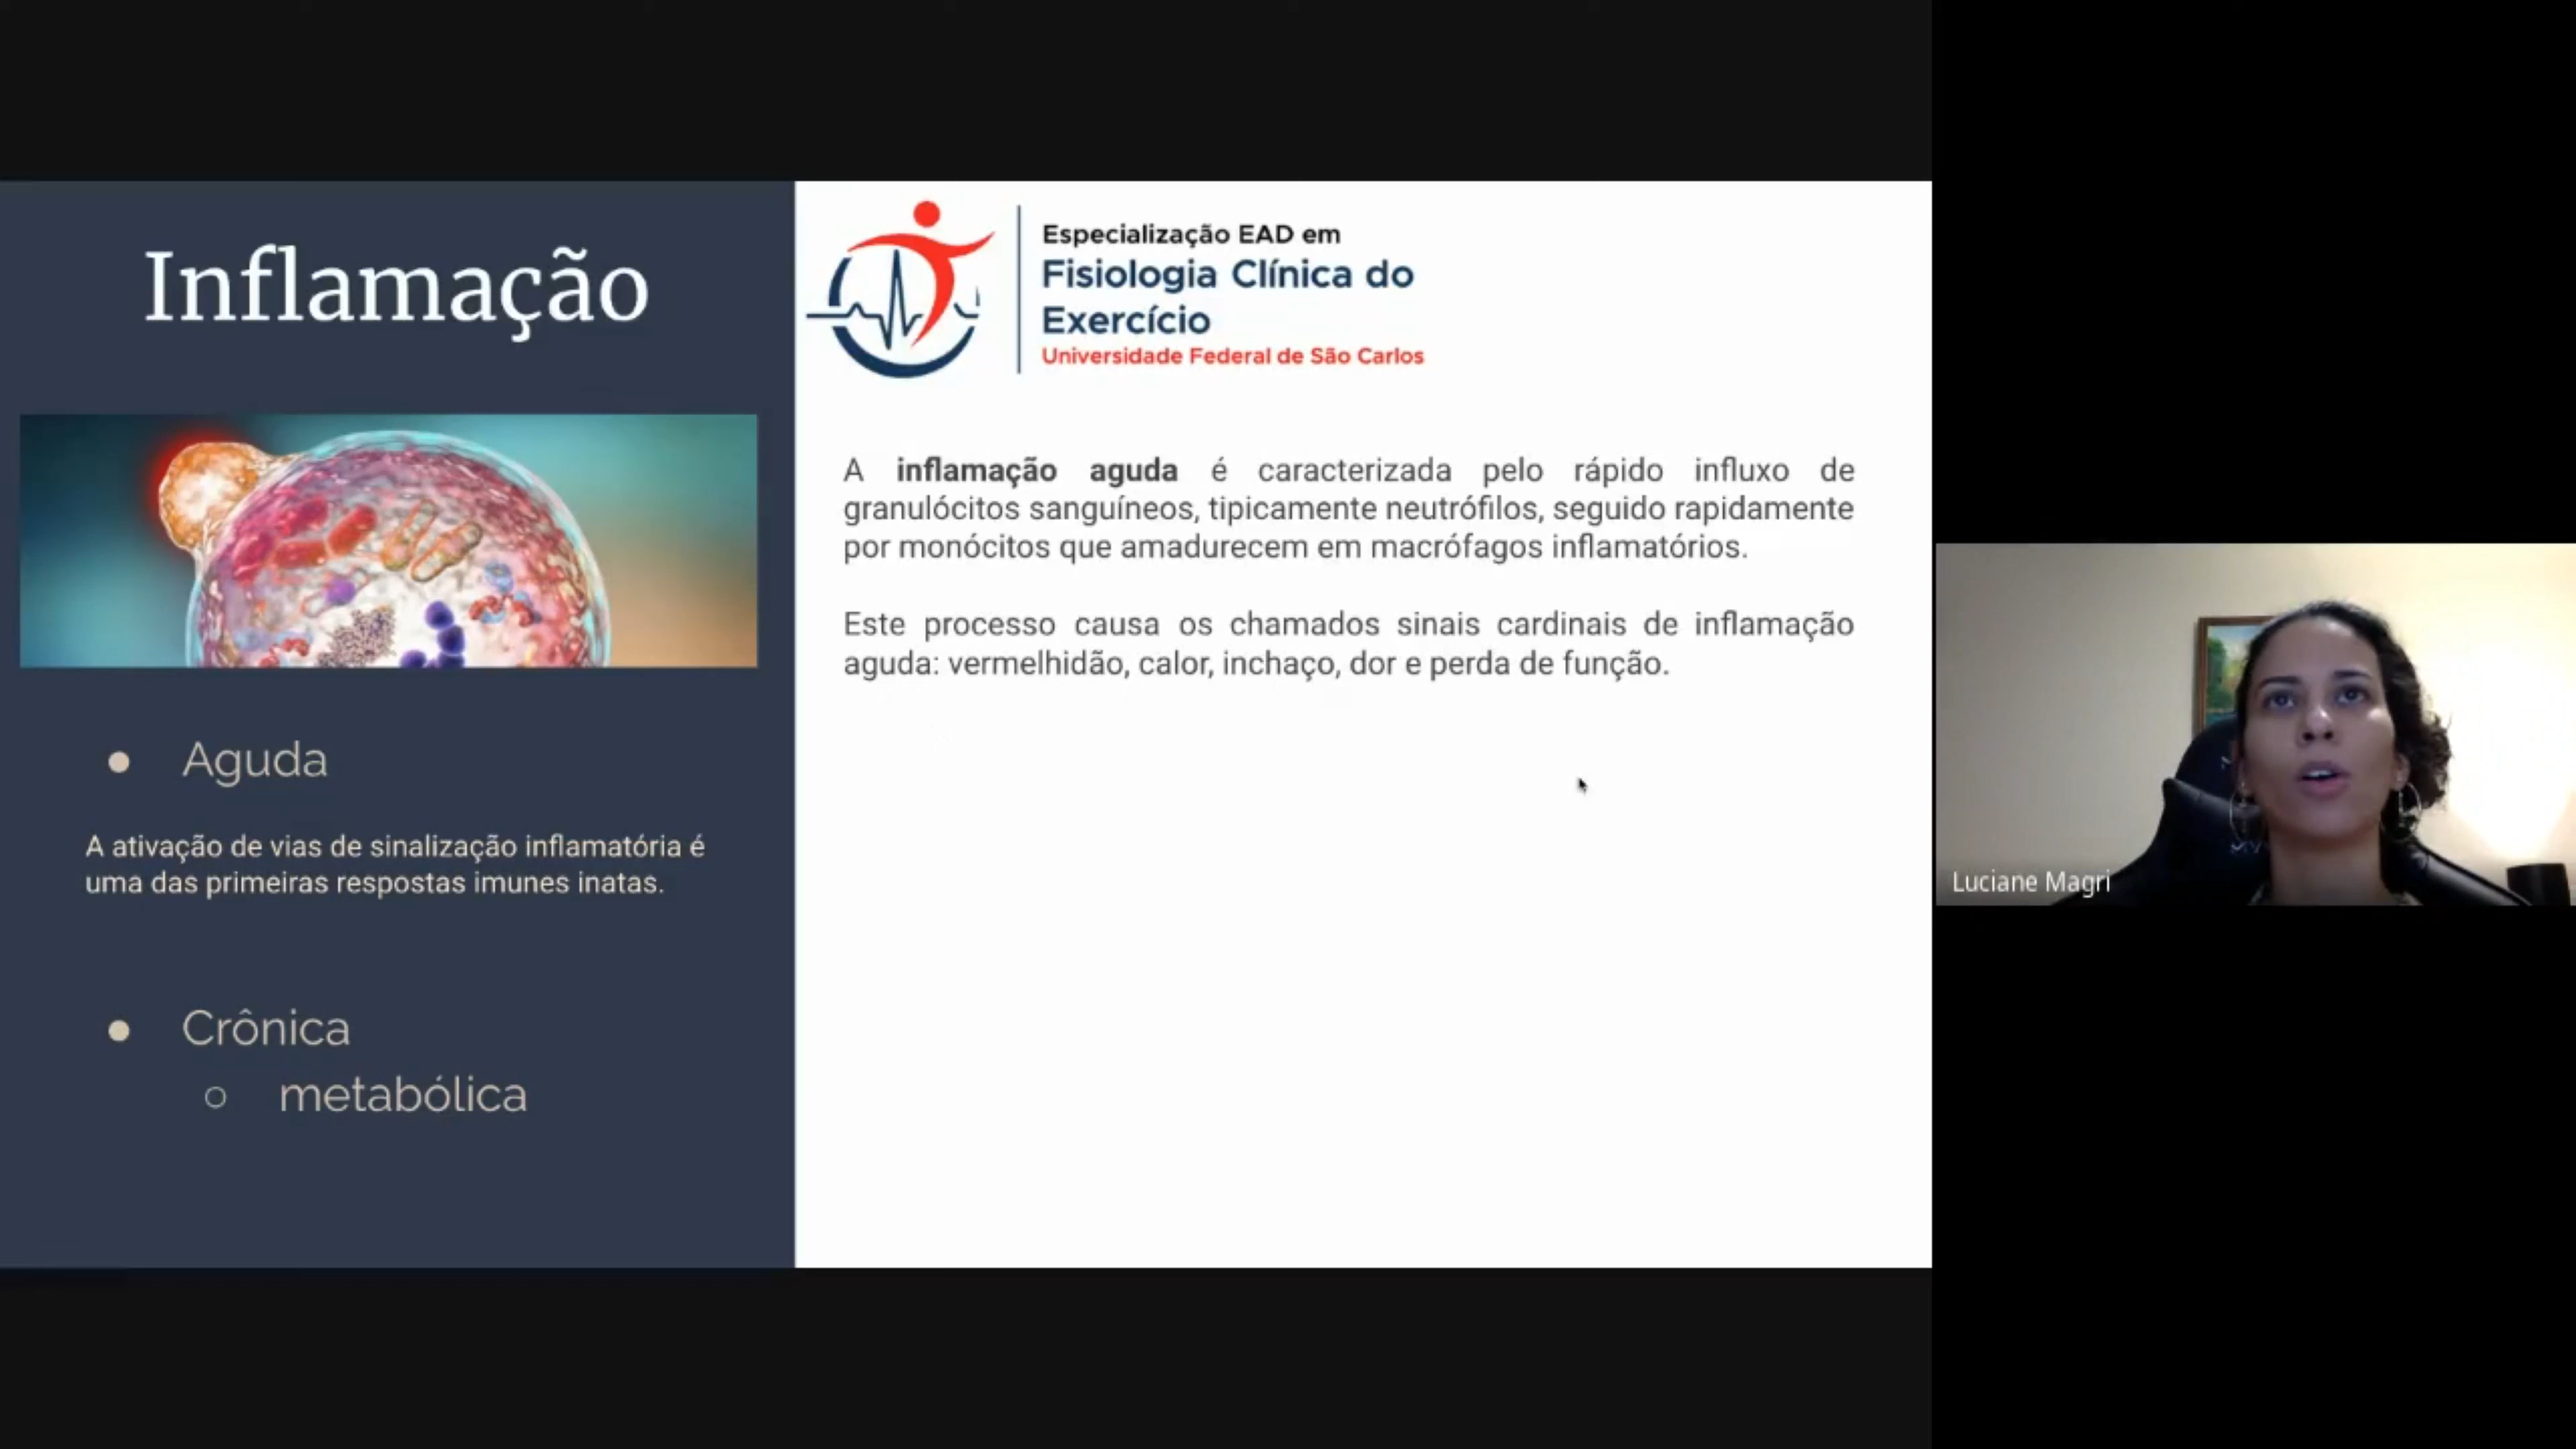 Inflamação
Aguda
A ativação de vias de sinalização inflamatória é
uma das primeiras respostas imunes inatas.
Crônica
metabólica
Especialização EAD em
Fisiologia Clínica do
Exercício
Universidade Federal de São Carlos
A inflamação aguda é caracterizada pelo rápido influxo de
granulócitos sanguíneos, tipicamente neutrófilos, seguido rapidamente
por monócitos que amadurecem em macrófagos inflamatórios.
Este processo causa os chamados sinais cardinais de inflamação
aguda: vermelhidão, calor, inchaço, dor e perda de função.
Luciane Magri